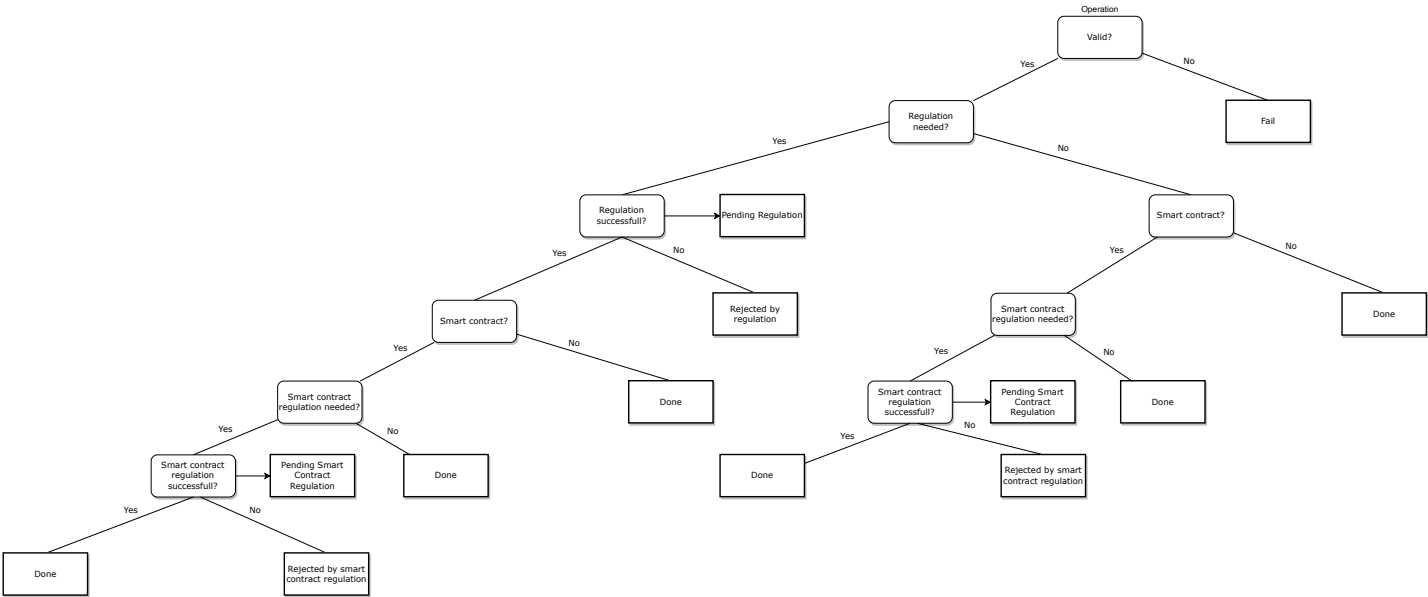 Operation
Valid?
Yes
No
Regulation
needed?
Fail
Yes
No
Regulation
successfull?
Pending Regulation
Smart contract?
Yes
No
Yes
No
Smart contract?
Rejected by
regulation
Smart contract
regulation needed?
Done
Yes
No
Yes
No
Smart contract
regulation needed?
Done
Smart contract
regulation
successfull?
Pending Smart
Contract
Regulation
Done
Yes
No
Yes
No
Smart contract
regulation
successfull?
Pending Smart
Contract
Regulation
Done
Done
Rejected by smart
contract regulation
Yes
No
Done
Rejected by smart
contract regulation